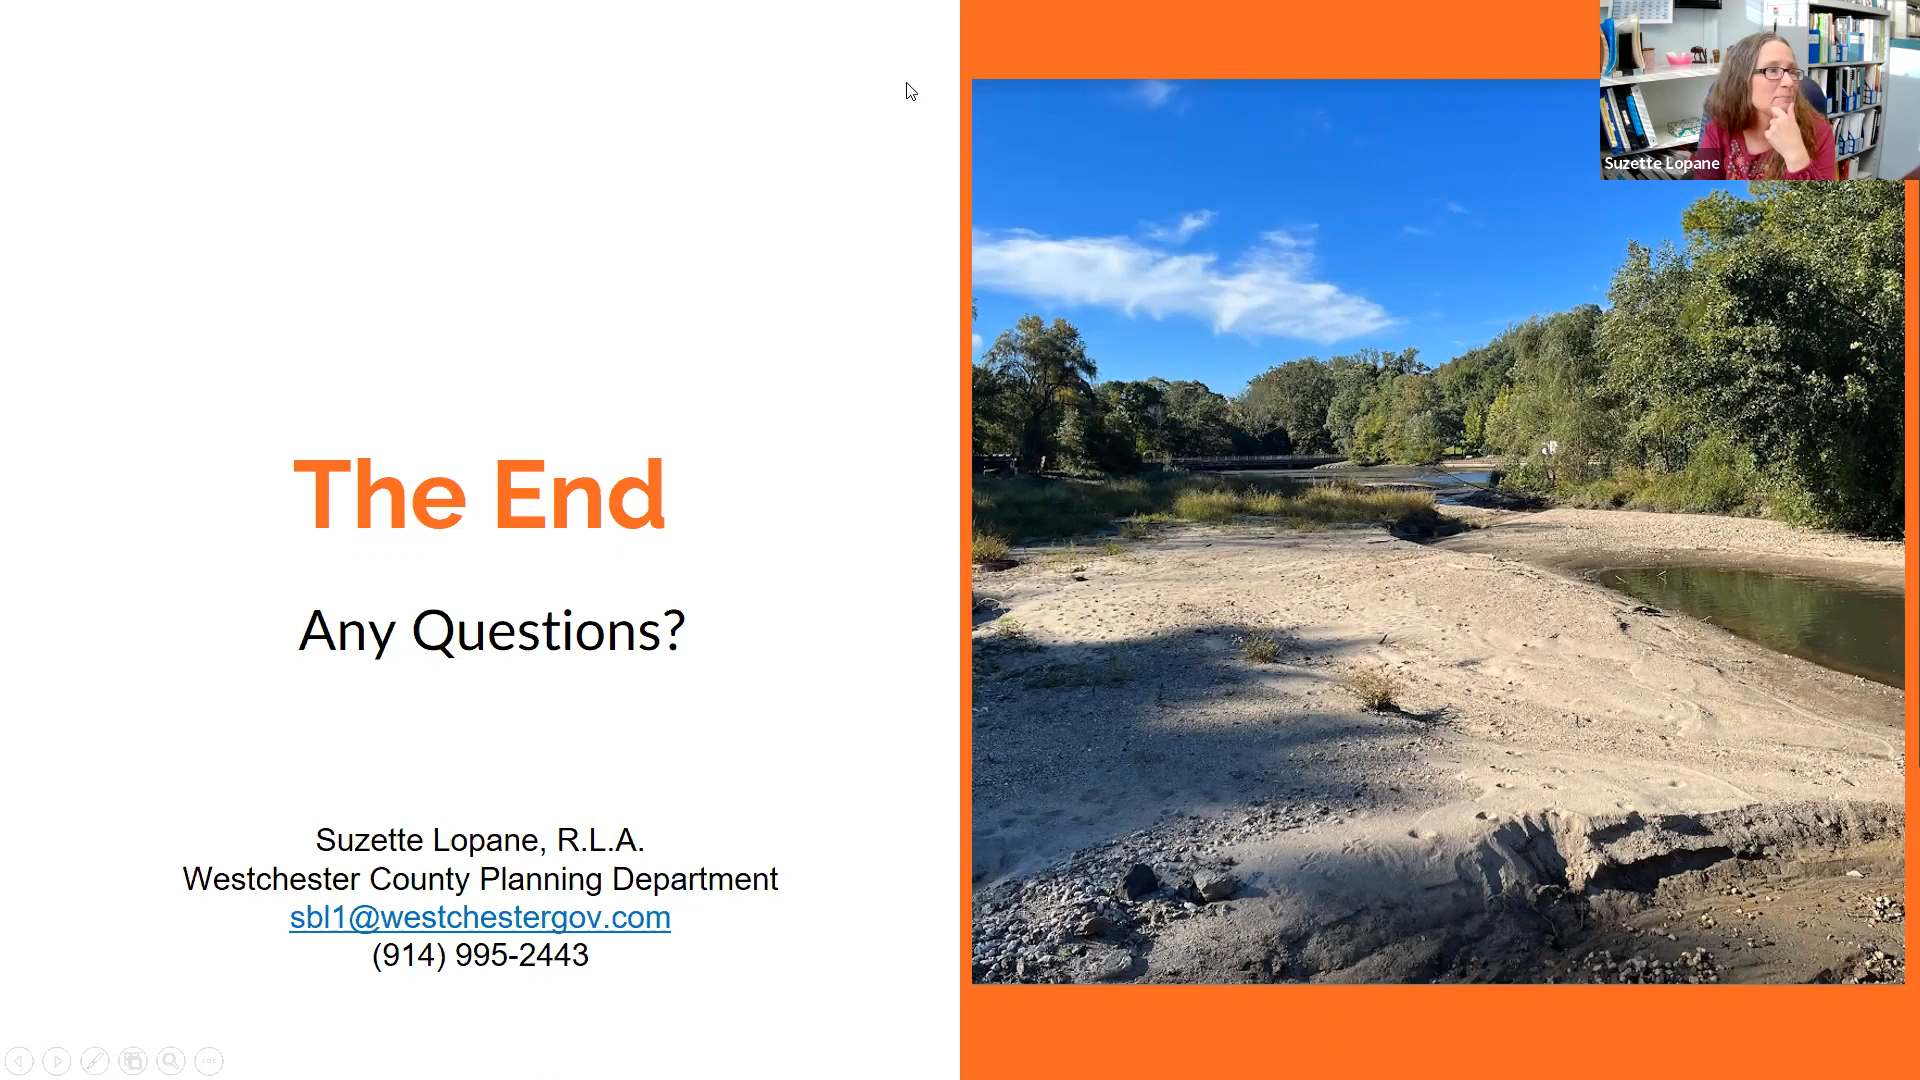 Suzette Lopane
The End
Any Questions?
Suzette Lopane, R.L.A.
Westchester County Planning Department
sbl1@westchestergov.com
(914) 995-2443